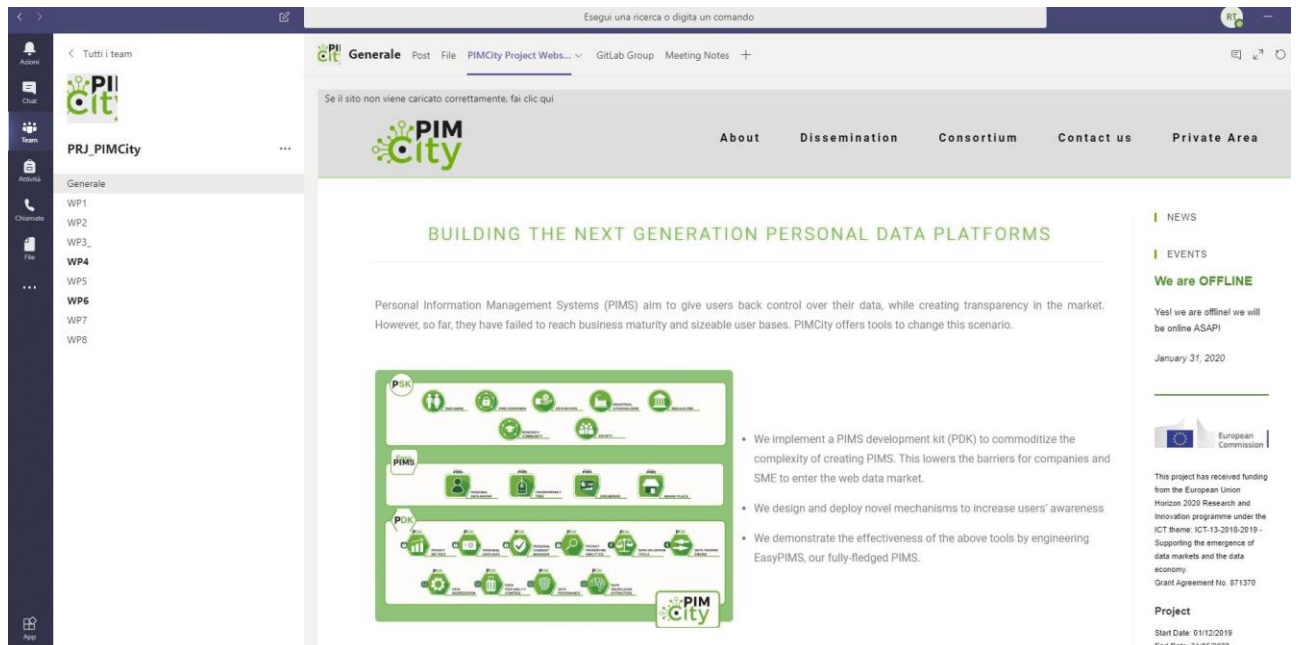 Esegui una ricerca o digita un comando
RT
Azioni
Chat
Team
Attività
Chiamate
File
App
Tutti i team
PI
City
PRJ_PIMCity
Generale
WP1
WP2
WP3_
WP4
WP5
WP6
WP7
WP8
Generale Post File PIMCity Project Webs... GitLab Group Meeting Notes
Se il sito non viene caricato correttamente, fai clic qui
PIM
City
About Dissemination Consortium Contact us Private Area
BUILDING THE NEXT GENERATION PERSONAL DATA PLATFORMS
Personal Information Management Systems (PIMS) aim to give users back control over their data, while creating transparency in the market.
However, so far, they have failed to reach business maturity and sizeable user bases. PIMCity offers tools to change this scenario.
PSK
PIMS
PDK
PIM
City
We implement a PIMS development kit (PDK) to commoditize the
complexity of creating PIMS. This lowers the barriers for companies and
SME to enter the web data market.
We design and deploy novel mechanisms to increase users' awareness
We demonstrate the effectiveness of the above tools by engineering
EasyPIMS, our fully-fledged PIMS.
NEWS
EVENTS
We are OFFLINE
Yes! we are offline! we will
be online ASAP!
January 31, 2020
European
Commission
This project has received funding
from the European Union
Horizon 2020 Research and
Innovation programme under the
ICT theme: ICT-13-2018-2019 -
Supporting the emergence of
data markets and the data
economy.
Grant Agreement No. 871370
Project
Start Date: 01/12/2019